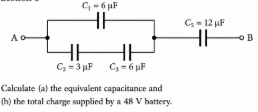 C₁ = 6 μF
C₅ = 12 μF
A
B
C₂ = 3 μF C₃ = 6 μF
Calculate (a) the equivalent capacitance and
(b) the total charge supplied by a 48 V battery.